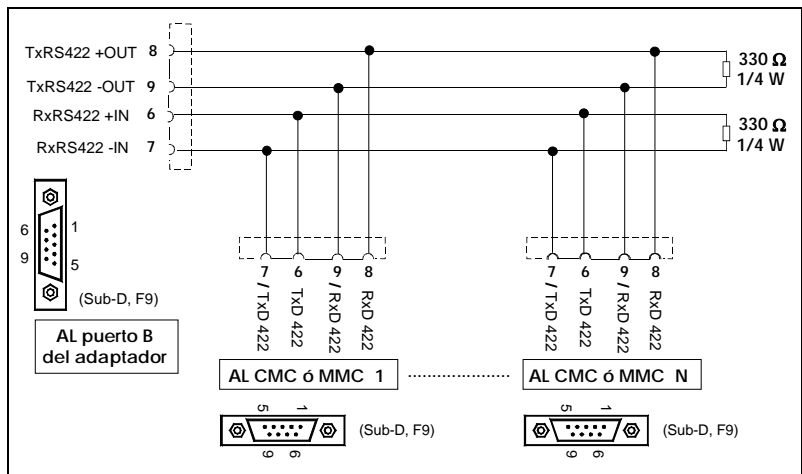 TxRS422 +OUT 8
TxRS422 -OUT 9
RxRS422 +IN 6
RxRS422 -IN 7
330 Ω
1/4 W
330 Ω
1/4 W
6
1
9
5
(Sub-D, F9)
AL puerto B
del adaptador
7 / TxD 422
6 TxD 422
9 / RxD 422
8 RxD 422
7 / TxD 422
6 TxD 422
9 / RxD 422
8 RxD 422
AL CMC ó MMC 1
AL CMC ó MMC N
5 1
(Sub-D, F9)
9 6
5 1
(Sub-D, F9)
9 6